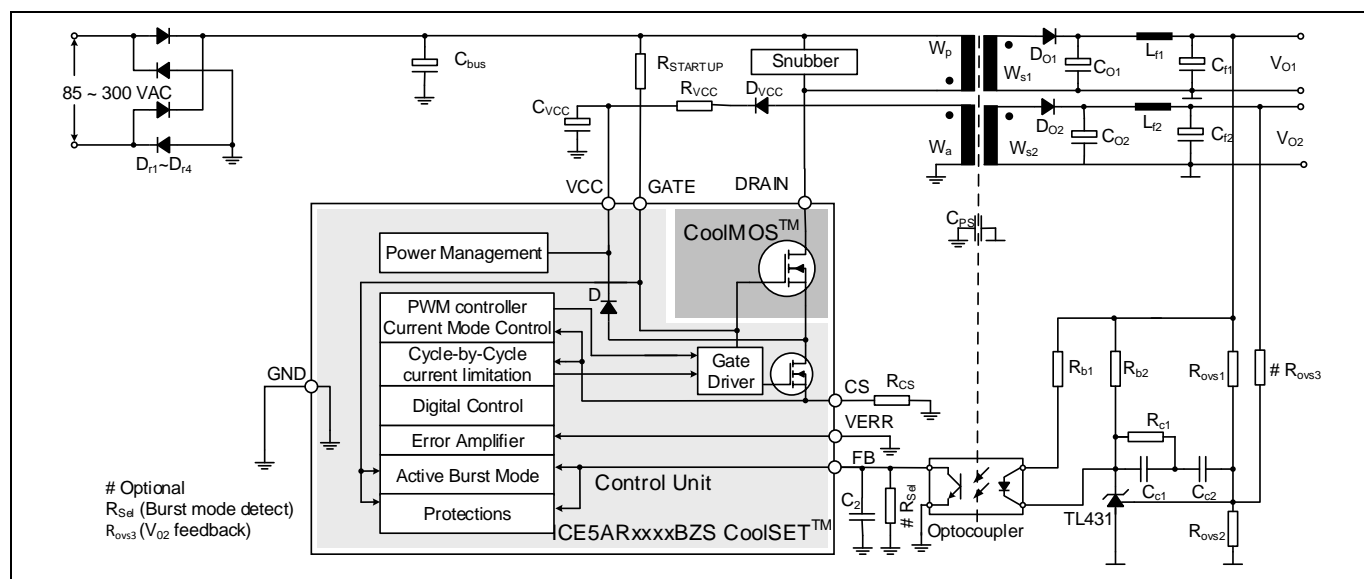 85 ~ 300 VAC
Dr1~Dr4
Cbus
RSTARTUP
Snubber
RVCC
DVCC
CVCC
Wp
Ws1
Wa
Ws2
DO1
CO1
Lf1
Cf1
VO1
DO2
CO2
Lf2
Cf2
VO2
VCC
GATE
DRAIN
CPS
CoolMOS™
Power Management
D
PWM controller
Current Mode Control
Cycle-by-Cycle
current limitation
Digital Control
Error Amplifier
Active Burst Mode
Protections
Gate
Driver
GND
CS
RCS
VERR
FB
Control Unit
ICE5ARxxxxBZS CoolSET™
C2
# RSel
Optocoupler
Rb1
Rb2
Rovs1
# Rovs3
Rc1
Cc1
Cc2
TL431
Rovs2
# Optional
RSel (Burst mode detect)
Rovs3 (V02 feedback)